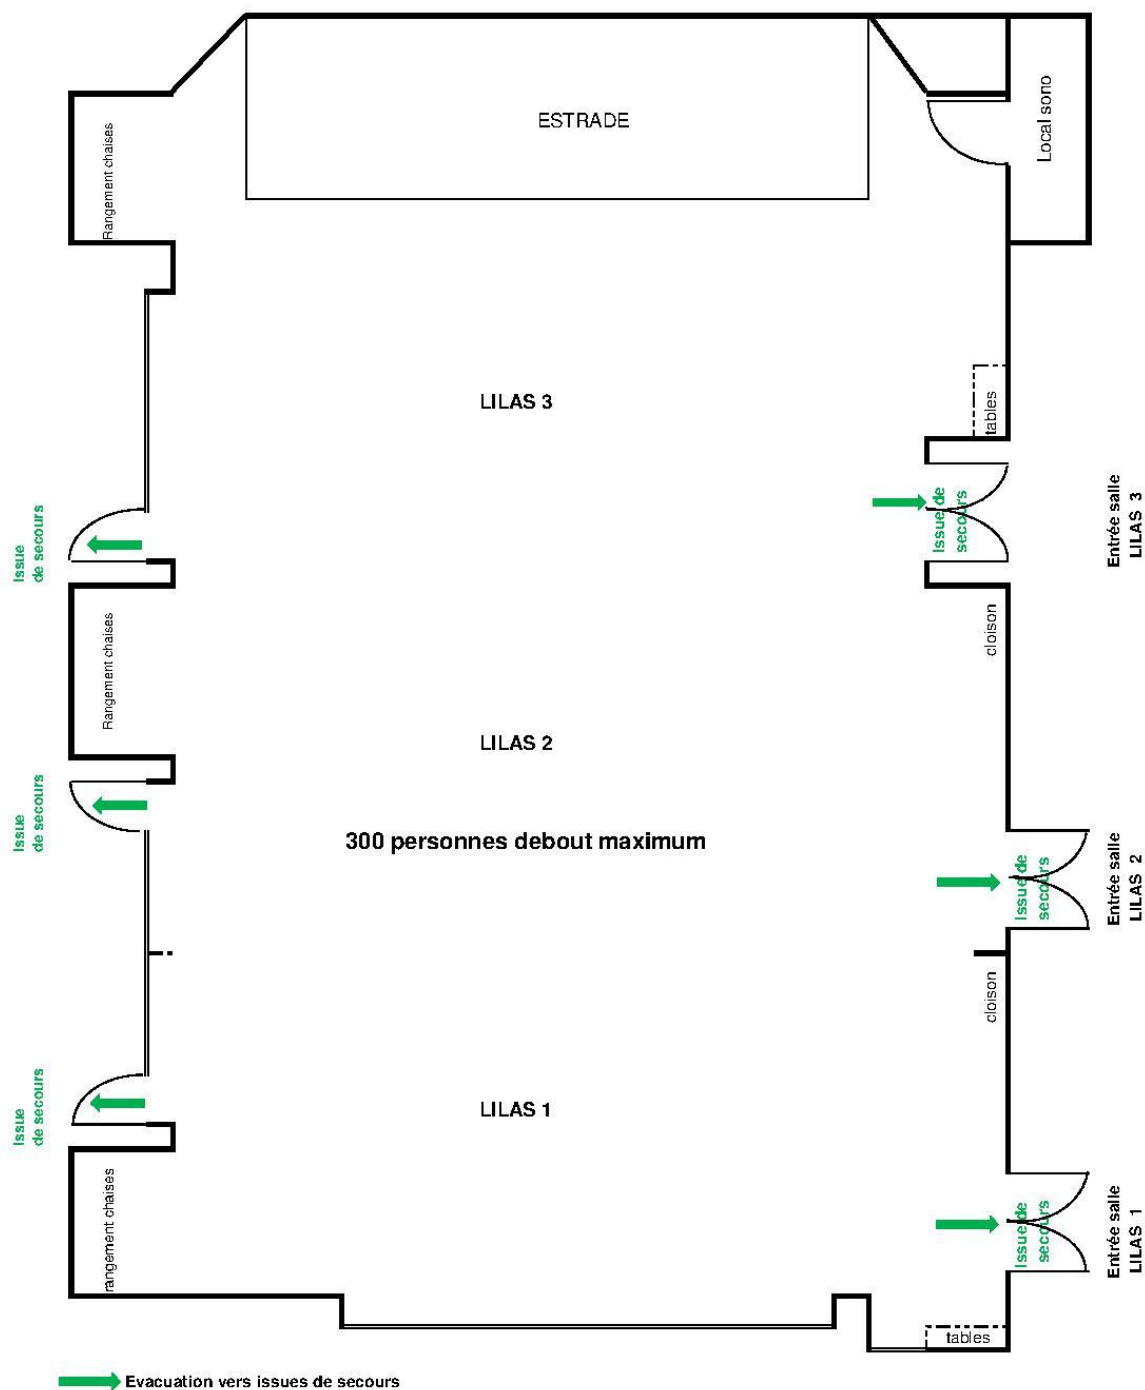 ESTRADE
Rangement chaises
Local sono
LILAS 3
tables
Issue
de secours
Issue de
secours
Entrée salle
LILAS 3
Rangement chaises
cloison
LILAS 2
Issue
de secours
300 personnes debout maximum
Issue de
secours
Entrée salle
LILAS 2
cloison
Issue
de secours
LILAS 1
rangement chaises
Issue de
secours
Entrée salle
LILAS 1
tables
Evacuation vers issues de secours